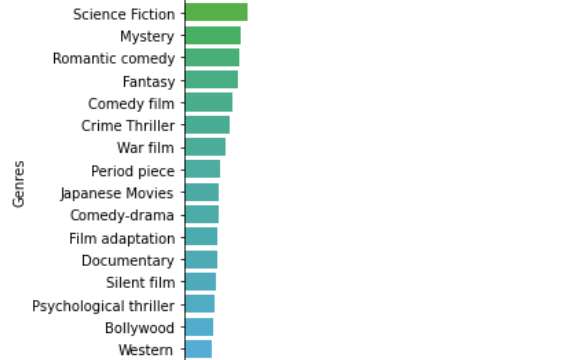 Science Fiction
Mystery
Romantic comedy
Fantasy
Comedy film
Crime Thriller
War film
Period piece
Japanese Movies
Comedy-drama
Film adaptation
Documentary
Silent film
Psychological thriller
Bollywood
Western
Genres